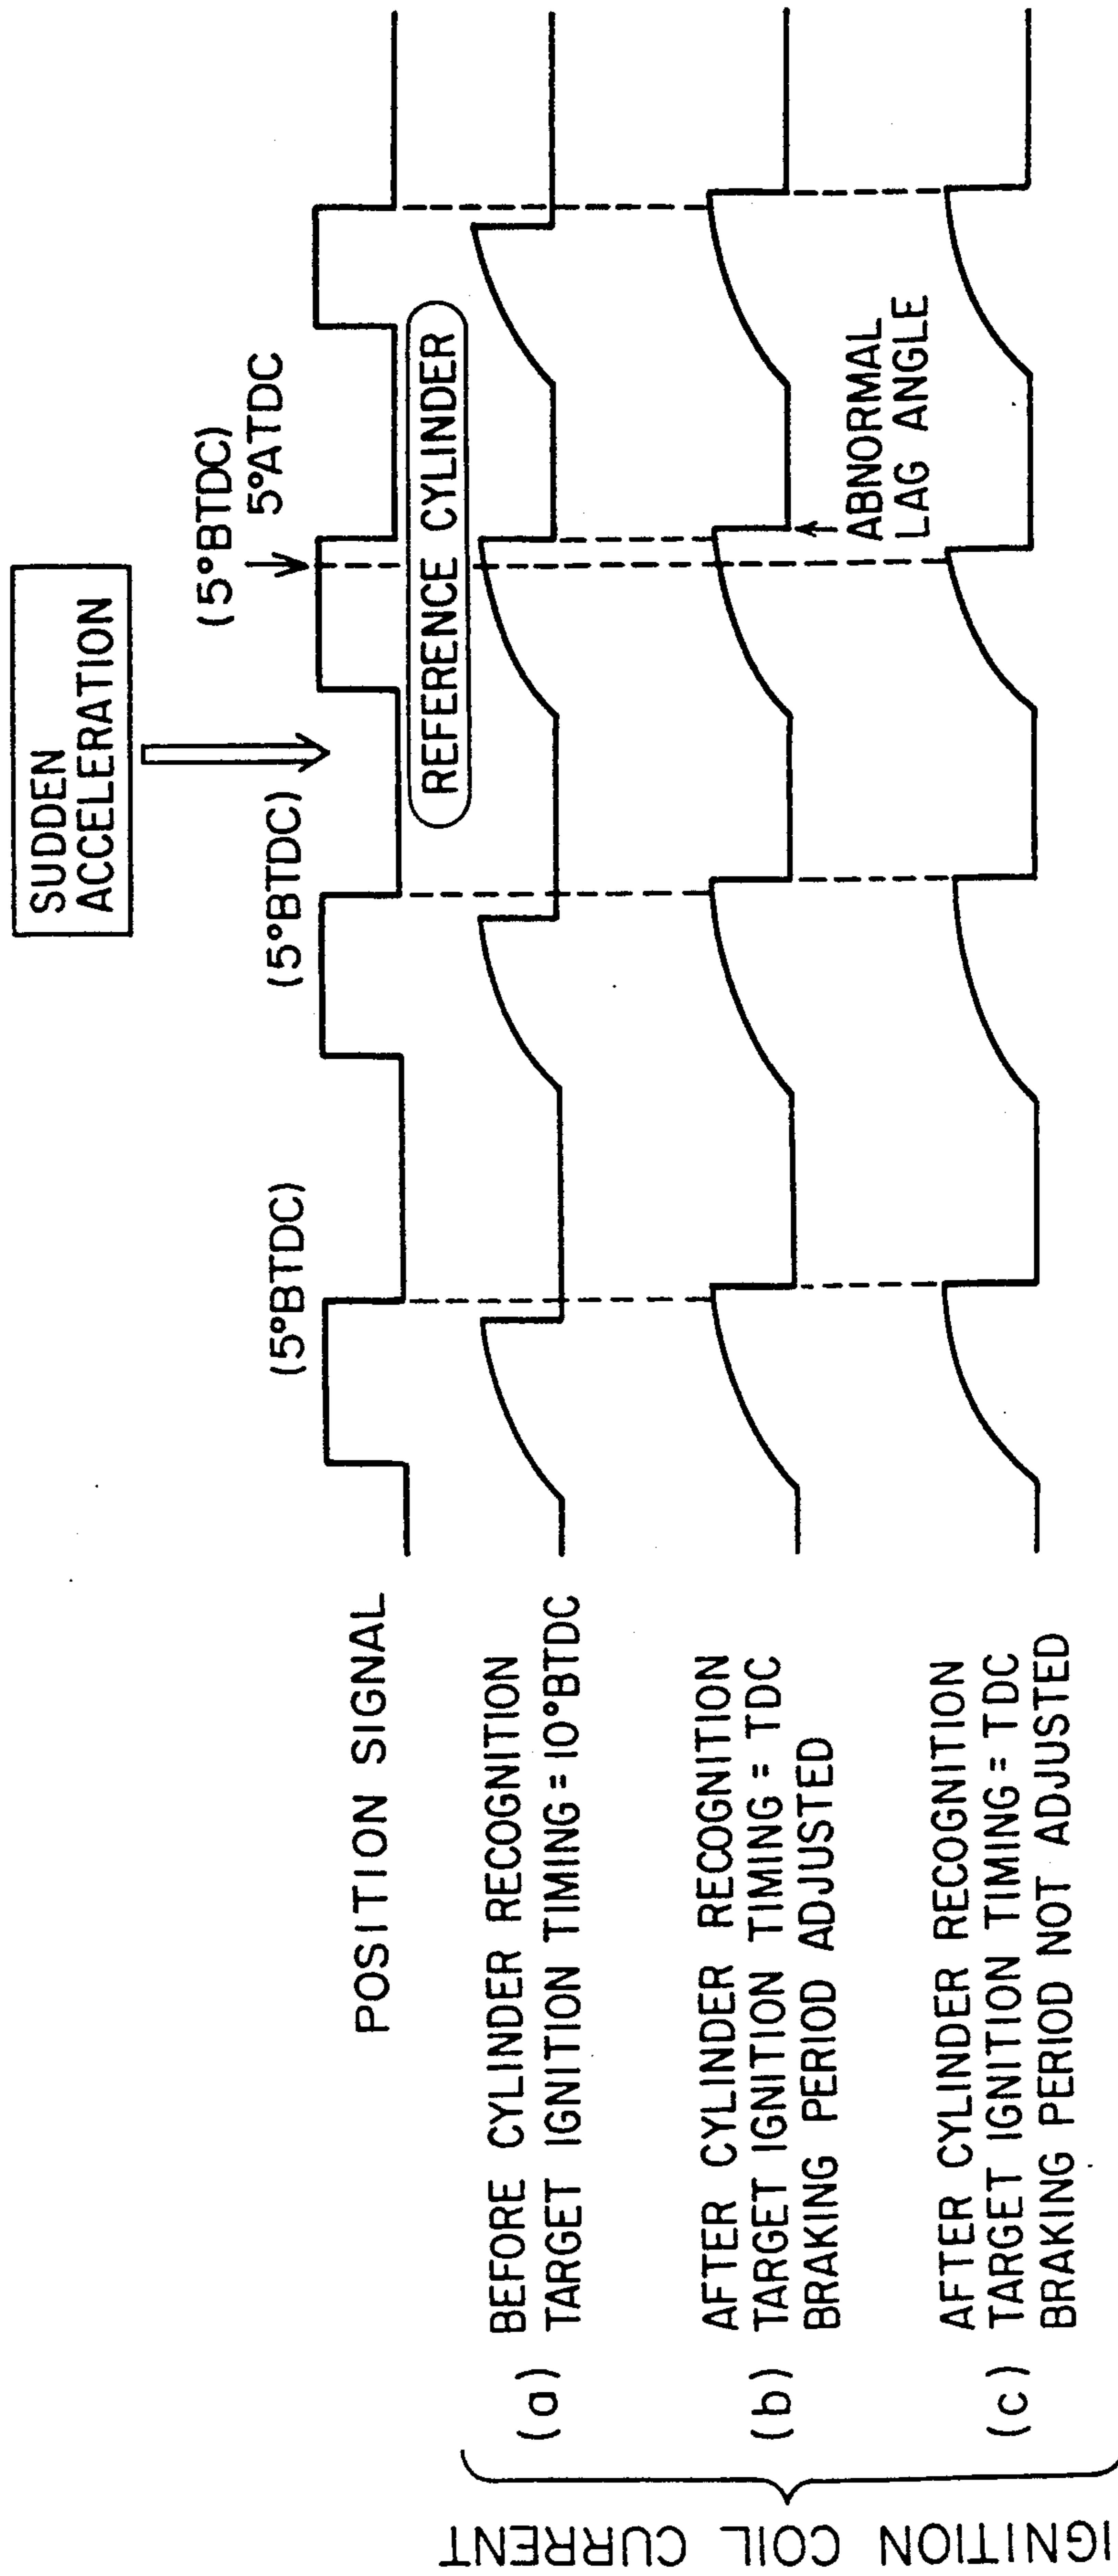 SUDDEN
ACCELERATION
(5°BTDC)
(5°BTDC)
(5°BTDC)
5°ATDC
POSITION SIGNAL
REFERENCE CYLINDER
(a) BEFORE CYLINDER RECOGNITION
TARGET IGNITION TIMING = 10°BTDC
(b) AFTER CYLINDER RECOGNITION
TARGET IGNITION TIMING = TDC
BRAKING PERIOD ADJUSTED
ABNORMAL
LAG ANGLE
(c) AFTER CYLINDER RECOGNITION
TARGET IGNITION TIMING = TDC
BRAKING PERIOD NOT ADJUSTED
IGNITION COIL CURRENT